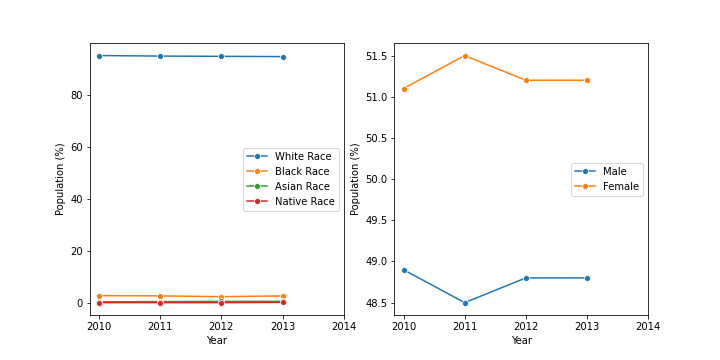 Population (%)
80
60
40
20
0
2010 2011 2012 2013 2014
Year
White Race
Black Race
Asian Race
Native Race
Population (%)
51.5
51.0
50.5
50.0
49.5
49.0
48.5
2010 2011 2012 2013 2014
Year
Male
Female